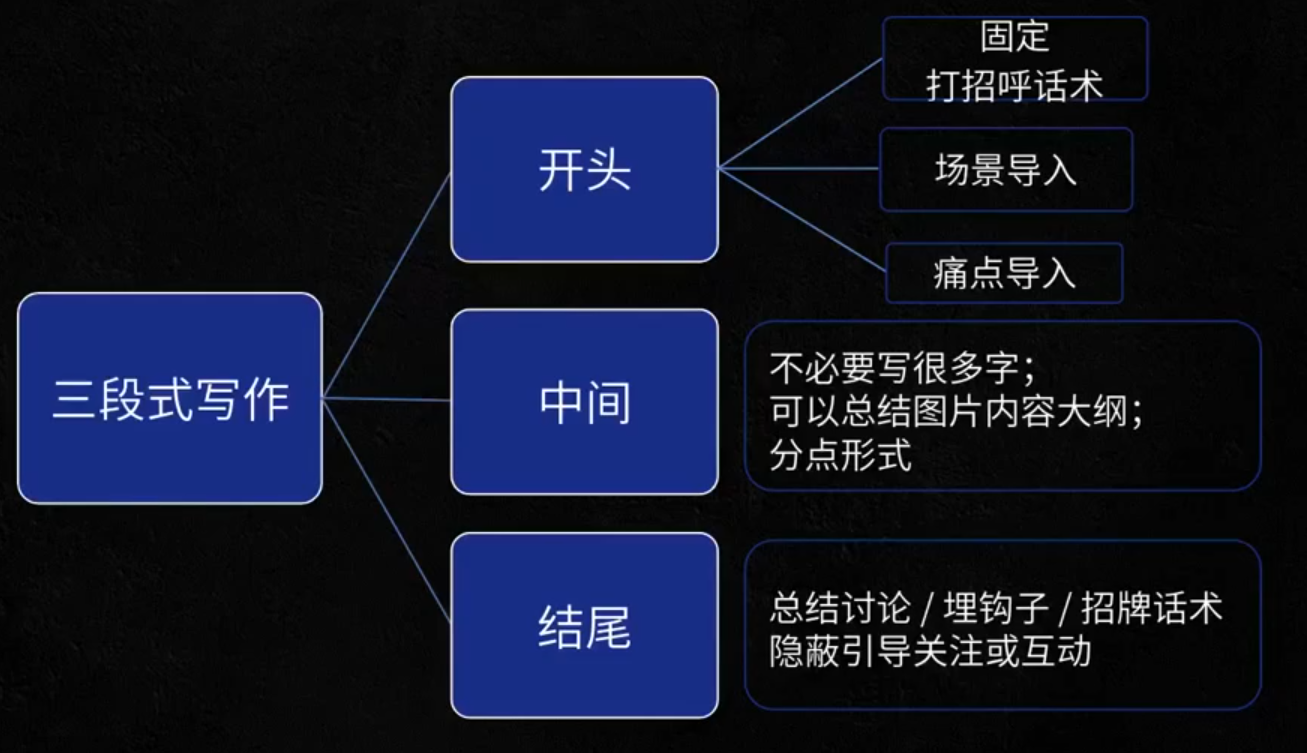 三段式写作
开头
固定
打招呼话术
场景导入
痛点导入
中间
不必要写很多字；
可以总结图片内容大纲；
分点形式
结尾
总结讨论 / 埋钩子 / 招牌话术
隐蔽引导关注或互动